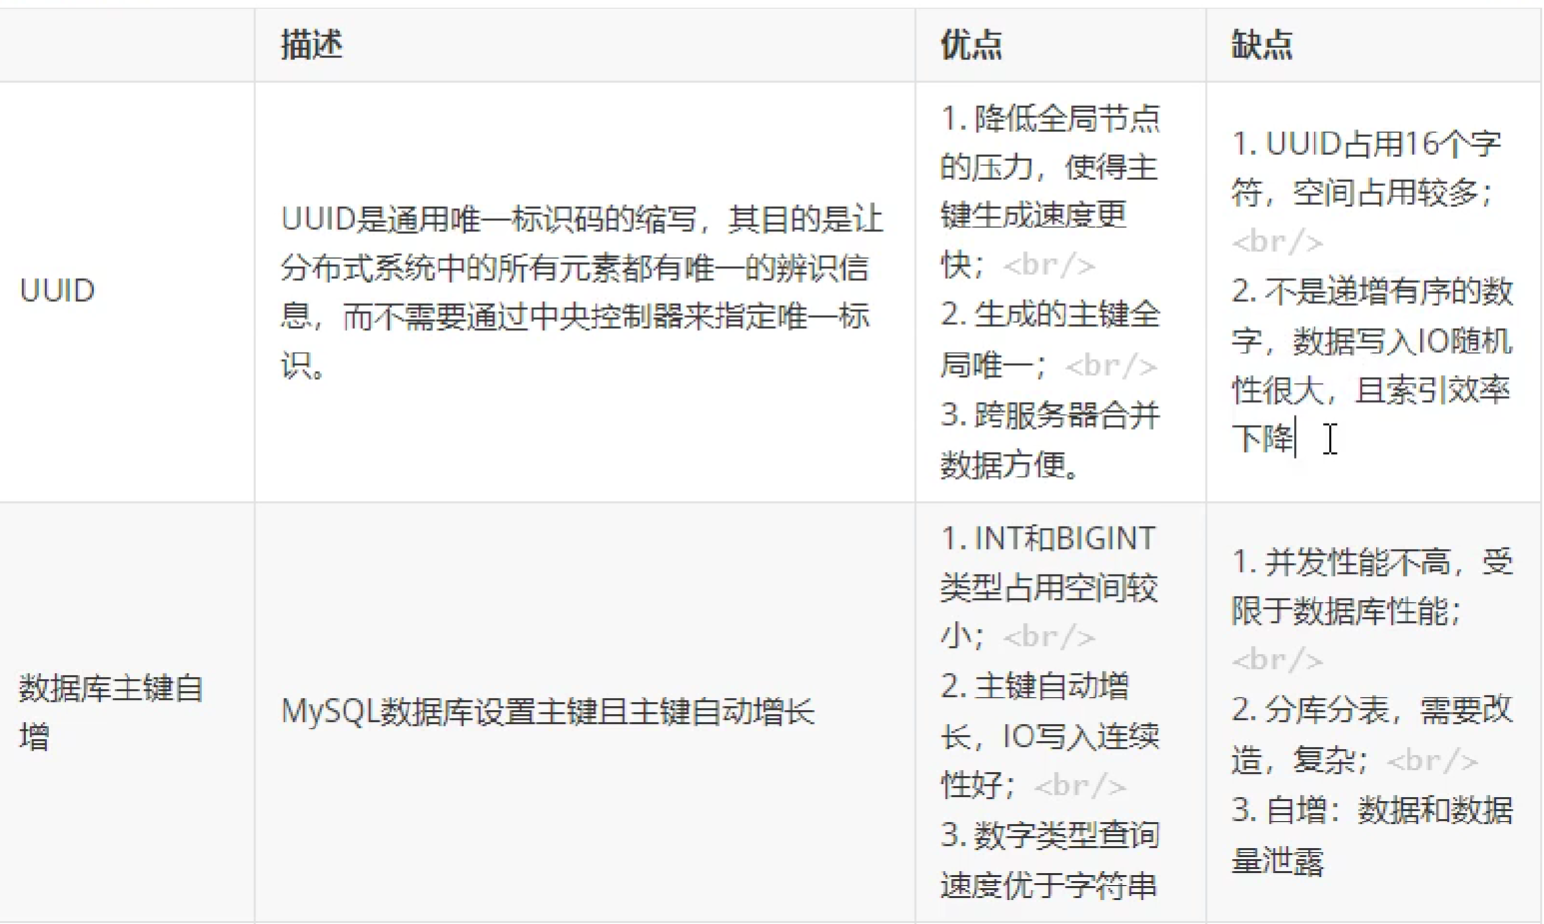 描述
优点
缺点
UUID
UUID是通用唯一标识码的缩写，其目的是让
分布式系统中的所有元素都有唯一的辨识信
息，而不需要通过中央控制器来指定唯一标
识。
1. 降低全局节点
的压力，使得主
键生成速度更
快；<br/>
2. 生成的主键全
局唯一；<br/>
3. 跨服务器合并
数据方便。
1. UUID占用16个字
符，空间占用较多；
<br/>
2. 不是递增有序的数
字，数据写入IO随机
性很大，且索引效率
下降
数据库主键自
增
MySQL数据库设置主键且主键自动增长
1. INT和BIGINT
类型占用空间较
小；<br/>
2. 主键自动增
长，IO写入连续
性好；<br/>
3. 数字类型查询
速度优于字符串
1. 并发性能不高，受
限于数据库性能；
<br/>
2. 分库分表，需要改
造，复杂；<br/>
3. 自增：数据和数据
量泄露